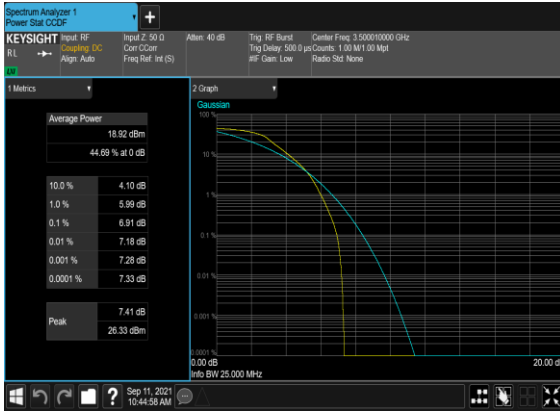 Spectrum Analyzer 1
Power Stat CCDF
+
KEYSIGHT
RL
LXI
Input: RF
Coupling: DC
Align: Auto
Input Z: 50 Ω
Corr CCorr
Freq Ref: Int (S)
Atten: 40 dB
Trig: RF Burst
Trig Delay: 500.0 µs
#IF Gain: Low
Center Freq: 3.500010000 GHz
Counts: 1.00 M/1.00 Mpt
Radio Std: None
1 Metrics
Average Power
18.92 dBm
44.69 % at 0 dB
10.0 % 4.10 dB
1.0 % 5.99 dB
0.1 % 6.91 dB
0.01 % 7.18 dB
0.001 % 7.28 dB
0.0001 % 7.33 dB
Peak
7.41 dB
26.33 dBm
2 Graph
Gaussian
100 %
10 %
1 %
0.1 %
0.01 %
0.001 %
0.0001 %
0.00 dB
20.00 d
Info BW 25.000 MHz
?
Sep 11, 2021
10:44:58 AM